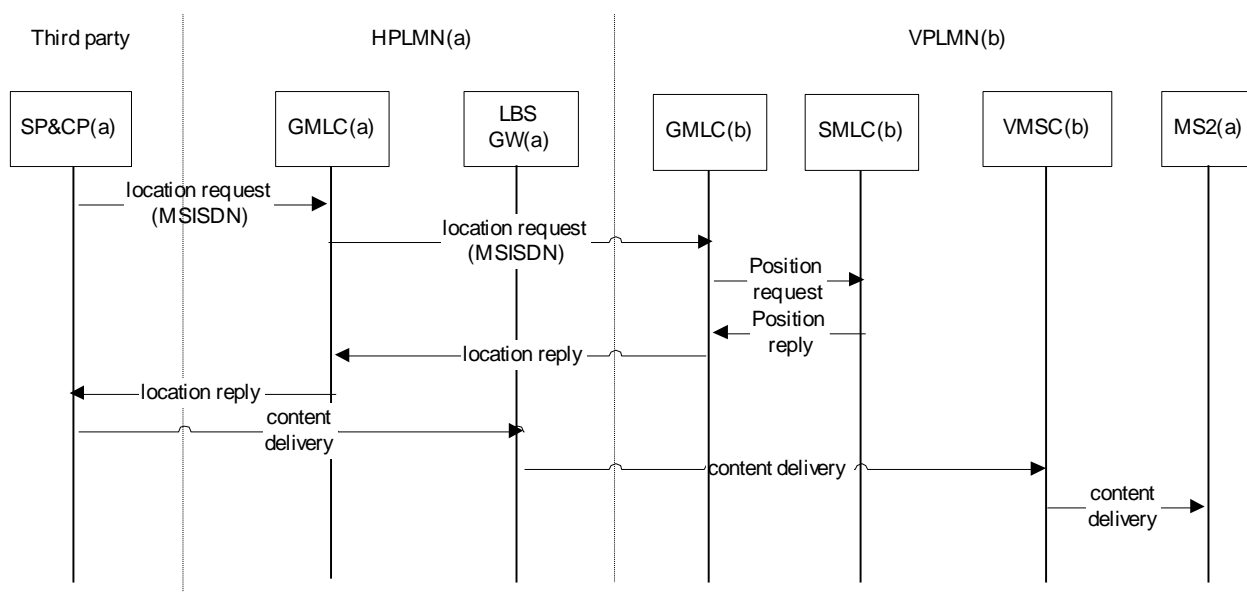 Third party
HPLMN(a)
VPLMN(b)
SP&CP(a)
GMLC(a)
LBS
GW(a)
GMLC(b)
SMLC(b)
VMSC(b)
MS2(a)
location request
(MSISDN)
location request
(MSISDN)
Position
request
Position
reply
location reply
location reply
content
delivery
content delivery
content
delivery